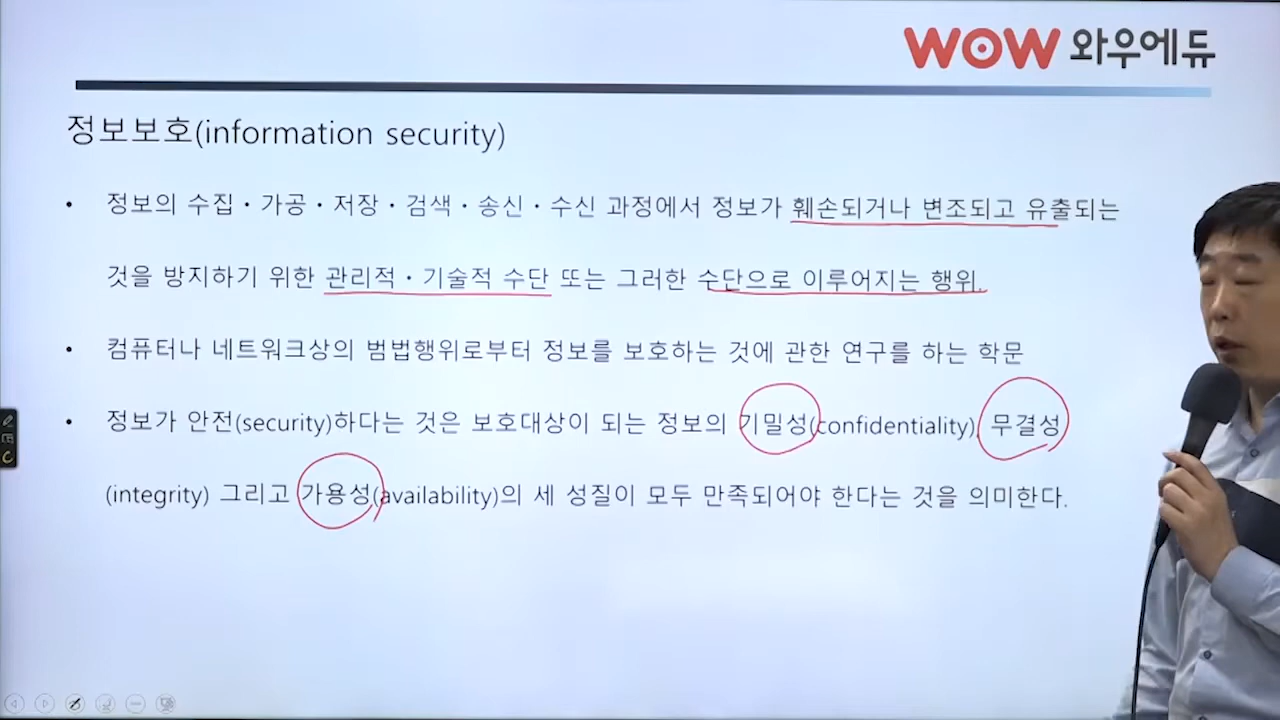 WOW 와우에듀
정보보호(information security)
• 정보의 수집・가공・저장・검색・송신・수신 과정에서 정보가 훼손되거나 변조되고 유출되는
것을 방지하기 위한 관리적・기술적 수단 또는 그러한 수단으로 이루어지는 행위.
• 컴퓨터나 네트워크상의 범법행위로부터 정보를 보호하는 것에 관한 연구를 하는 학문
• 정보가 안전(security)하다는 것은 보호대상이 되는 정보의 기밀성(confidentiality), 무결성
(integrity) 그리고 가용성(availability)의 세 성질이 모두 만족되어야 한다는 것을 의미한다.